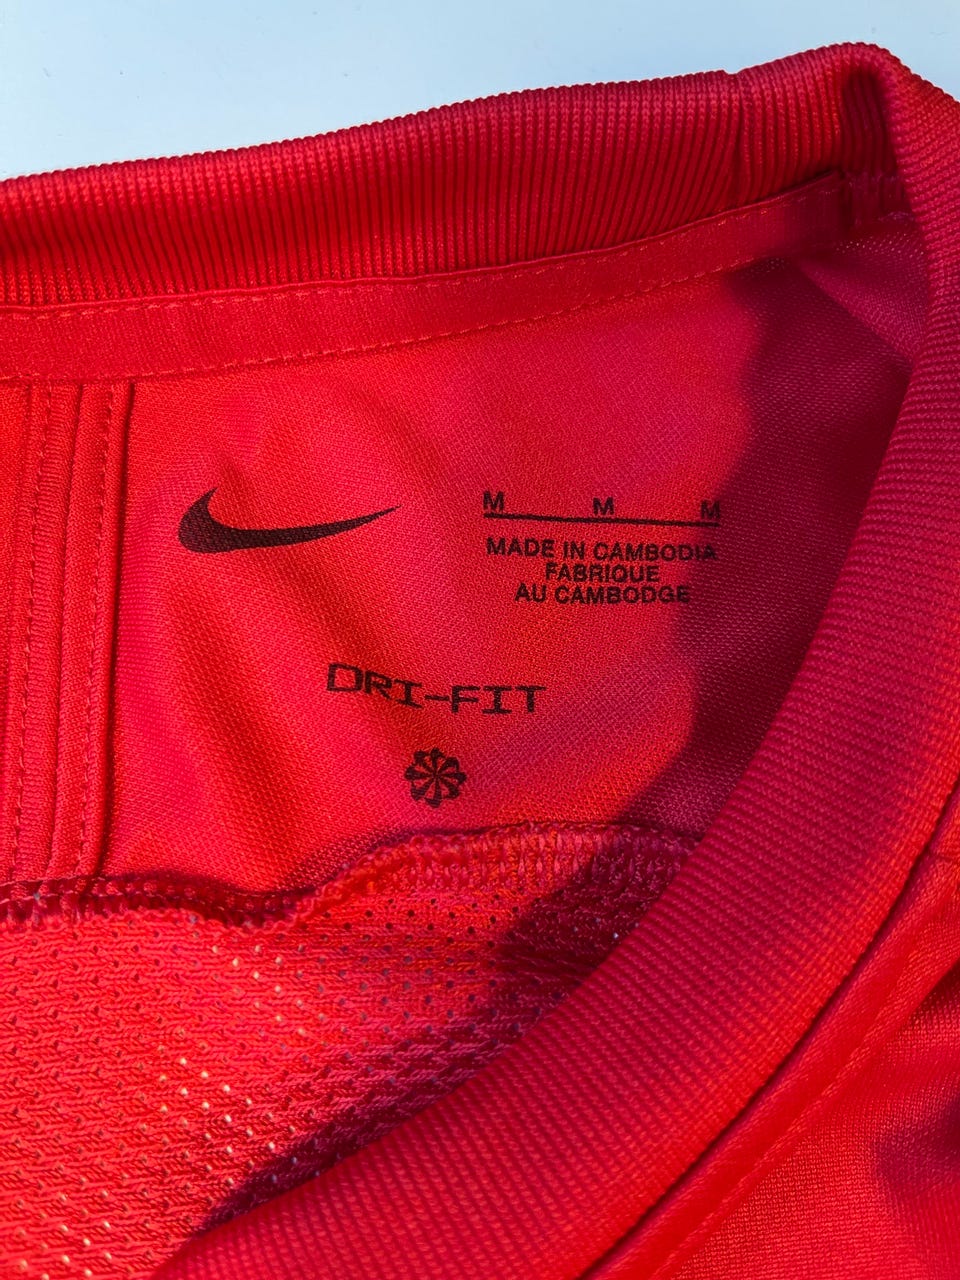 M M M
MADE IN CAMBODIA
FABRIQUE
AU CAMBODGE
DRI-FIT